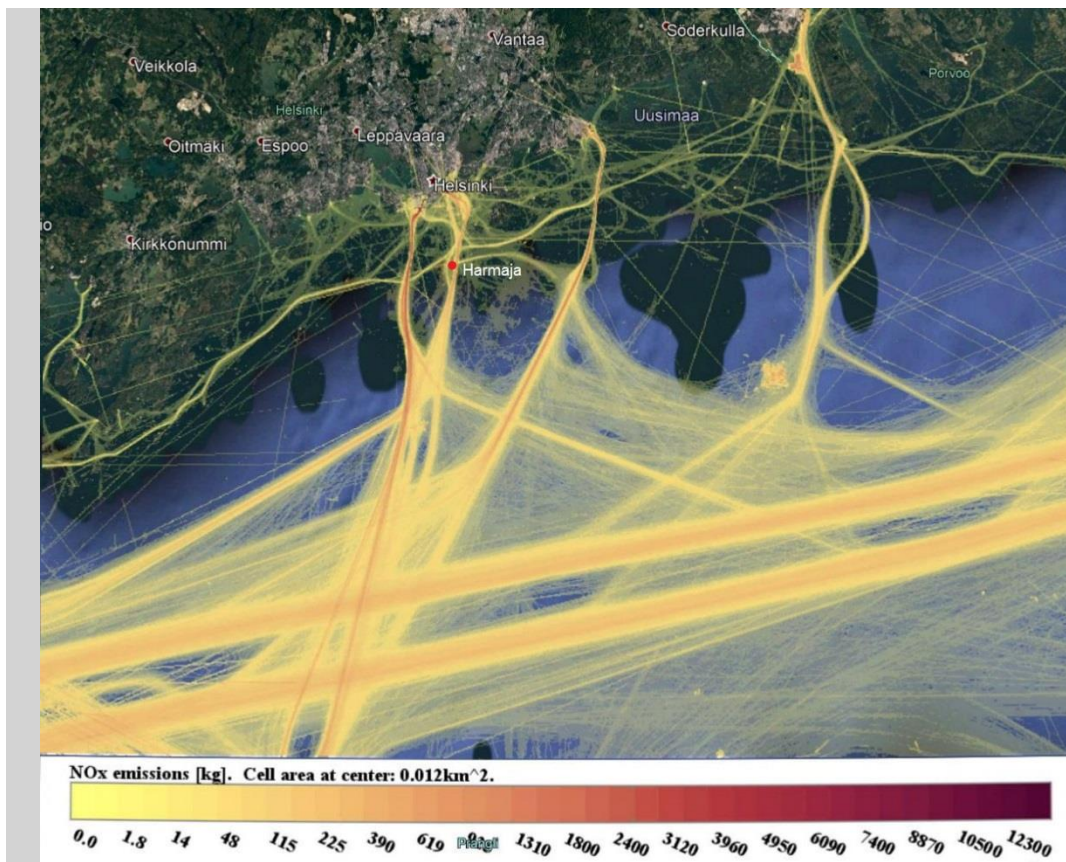 Vantaa
Söderkulla
Veikkola
Porvoo
Helsinki
Uusimaa
Leppävaara
Oitmäki
Espoo
Helsinki
io
Kirkkonummi
Harmaja
NOx emissions [kg]. Cell area at center: 0.012km^2.
0.0 1.8 14 48 115 225 390 619 1310 1800 2400 3120 3960 4950 6090 7400 8870 10500 12300